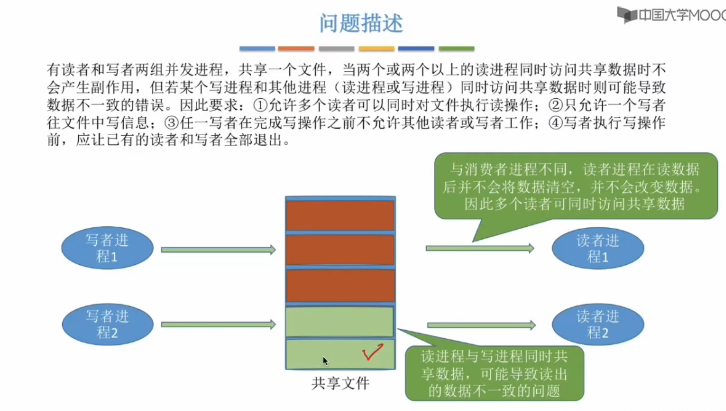 中国大学MOOC
问题描述
有读者和写者两组并发进程，共享一个文件，当两个或两个以上的读进程同时访问共享数据时不
会产生副作用，但若某个写进程和其他进程（读进程或写进程）同时访问共享数据时则可能导致
数据不一致的错误。因此要求：①允许多个读者可以同时对文件执行读操作；②只允许一个写者
往文件中写信息；③任一写者在完成写操作之前不允许其他读者或写者工作；④写者执行写操作
前，应让已有的读者和写者全部退出。
与消费者进程不同，读者进程在读数据
后并不会将数据清空，并不会改变数据。
因此多个读者可同时访问共享数据
写者进
程1
读者进
程1
写者进
程2
读者进
程2
读进程与写进程同时共
享数据，可能导致读出
的数据不一致的问题
共享文件